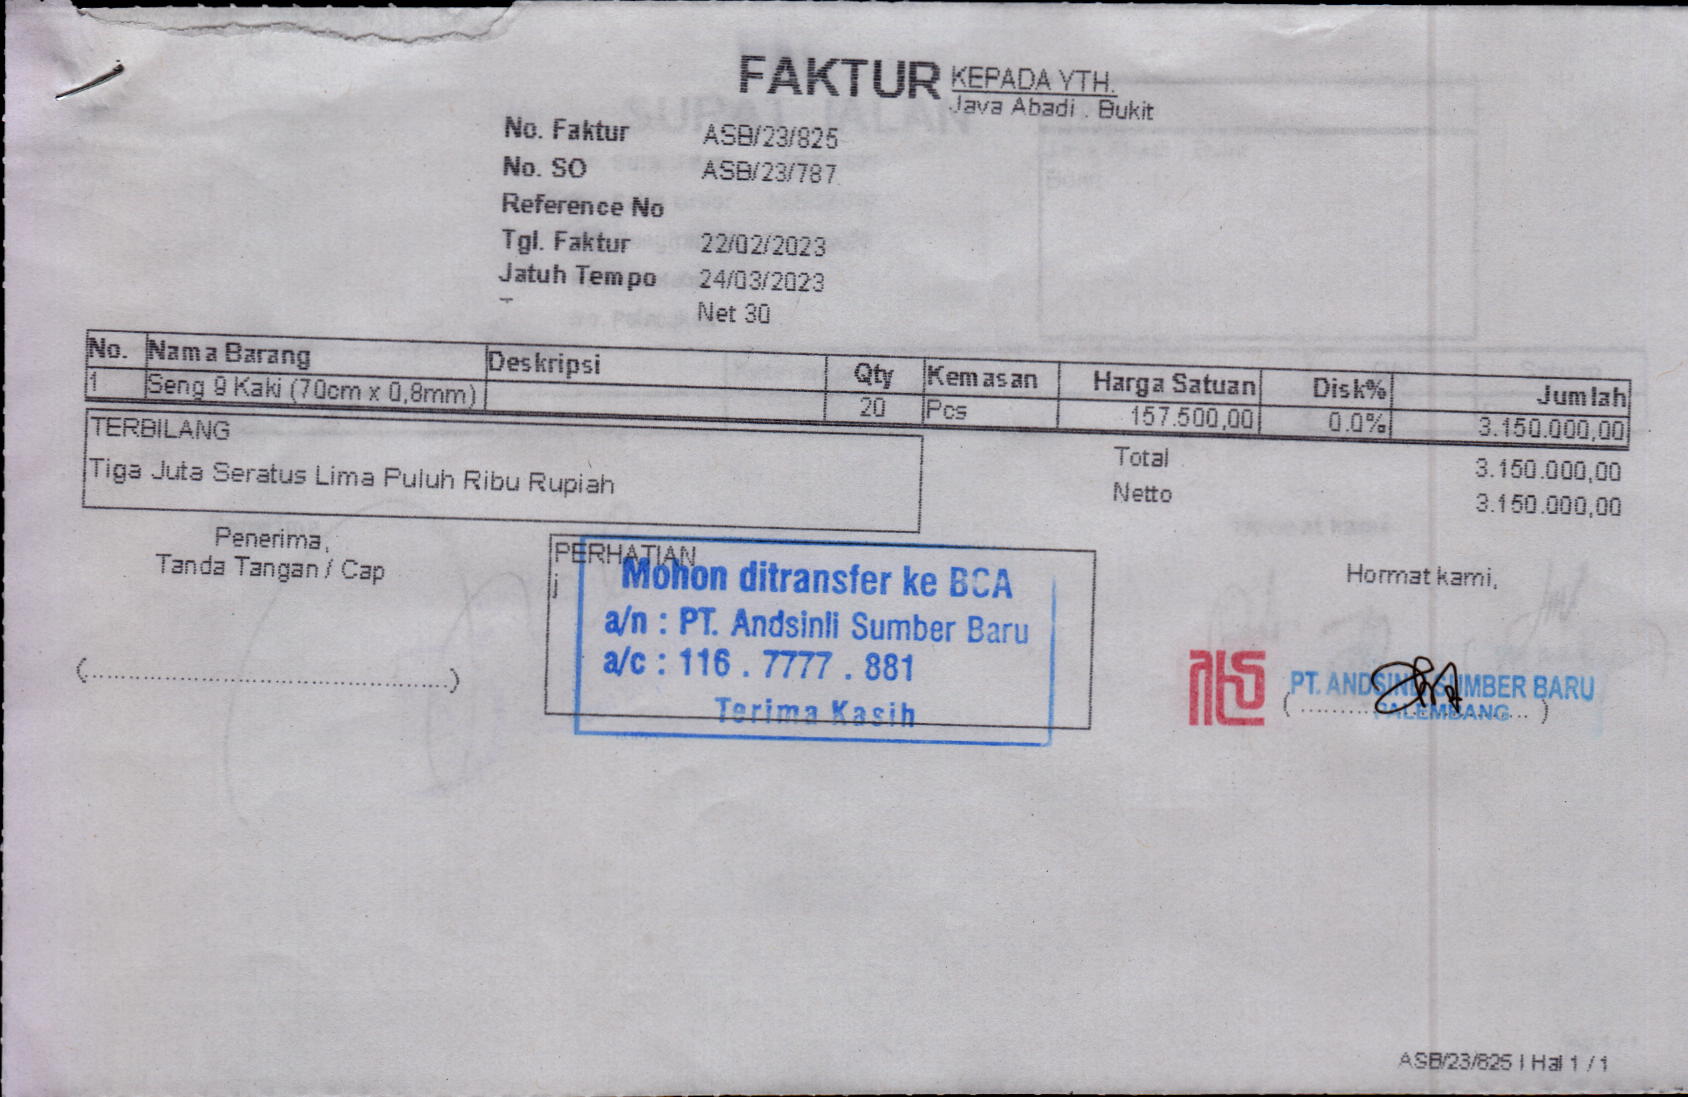 FAKTUR
KEPADA YTH.
Java Abadi . Bukit
No. Faktur ASB/23/825
No. SO ASB/23/787
Reference No
Tgl. Faktur 22/02/2023
Jatuh Tempo 24/03/2023
Net 30
No. Nama Barang Deskripsi Qty Kemasan Harga Satuan Disk% Jumlah
1 Seng 9 Kaki (70cm x 0,8mm) 20 Pcs 157.500,00 0.0% 3.150.000,00
TERBILANG
Tiga Juta Seratus Lima Puluh Ribu Rupiah
Total 3.150.000,00
Netto 3.150.000,00
Penerima,
Tanda Tangan / Cap
(....................................................)
PERHATIAN
j
Mohon ditransfer ke BCA
a/n : PT. Andsinli Sumber Baru
a/c : 116 . 7777 . 881
Terima Kasih
Hormat kami,
PT. ANDSINLI SUMBER BARU
PALEMBANG
ASB/23/825 | Hal 1 / 1